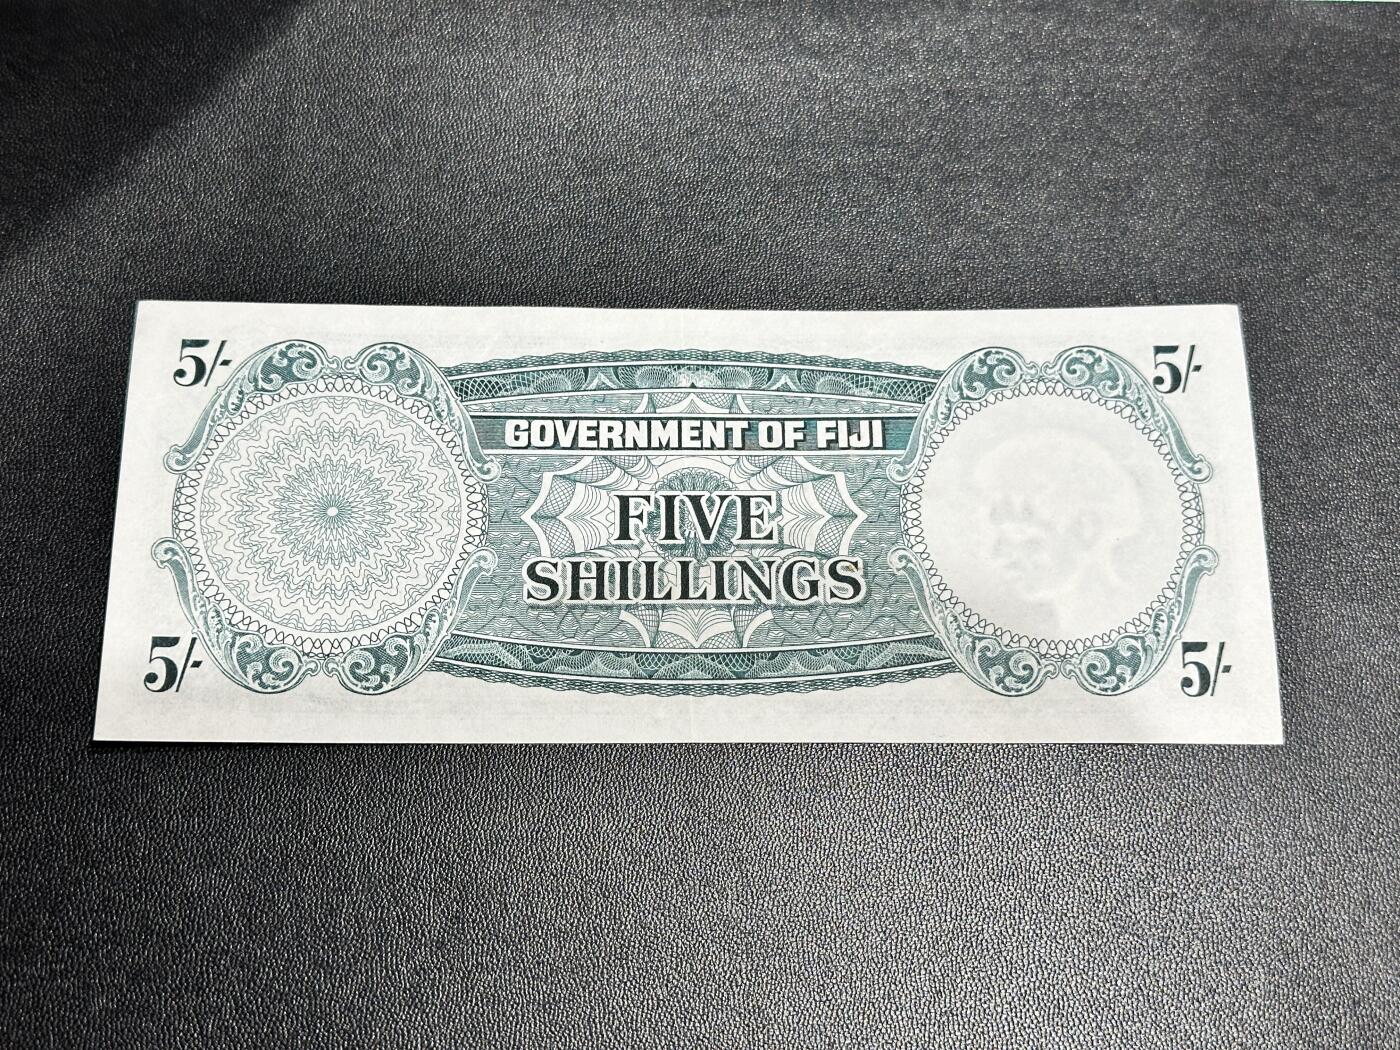 5/-
5/-
GOVERNMENT OF FIJI
FIVE
SHILLINGS
5/-
5/-